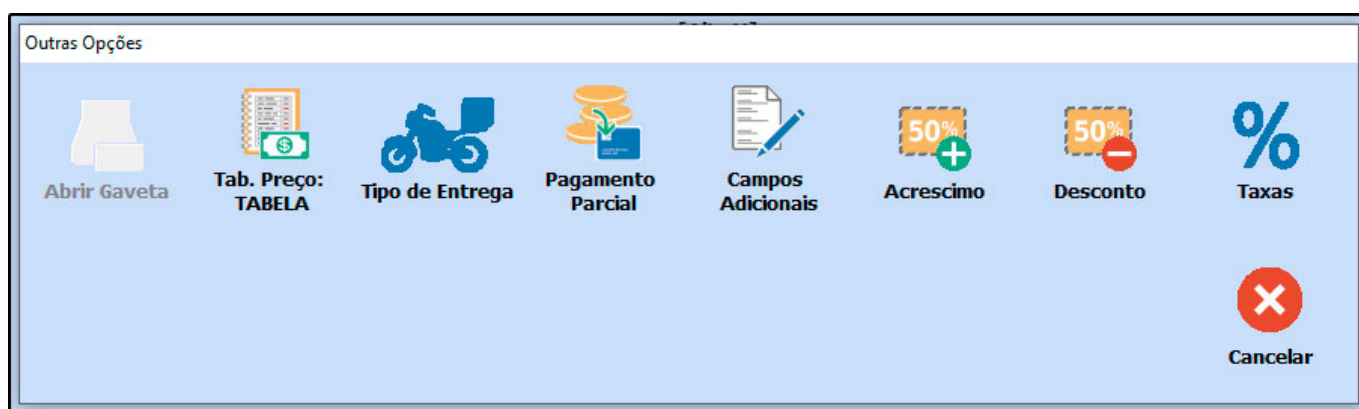 Outras Opções
50% 50% %
Abrir Gaveta Tab. Preço: Tipo de Entrega Pagamento Campos Acrescimo Desconto Taxas
TABELA Parcial Adicionais
Cancelar